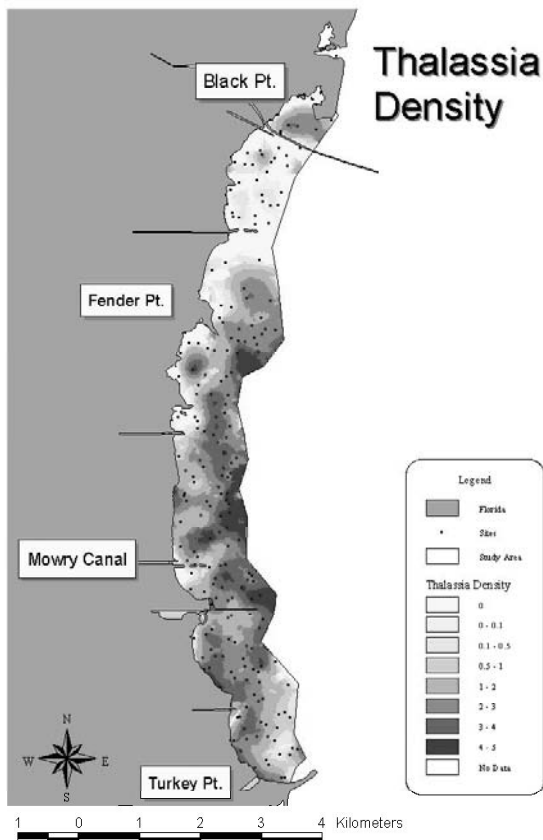 Thalassia
Density
Black Pt.
Fender Pt.
Mowry Canal
Turkey Pt.
N
W E
S
Legend
Florida
Sites
Study Area
Thalassia Density
0
0 - 0.1
0.1 - 0.5
0.5 - 1
1 - 2
2 - 3
3 - 4
4 - 5
No Data
1 0 1 2 3 4 Kilometers